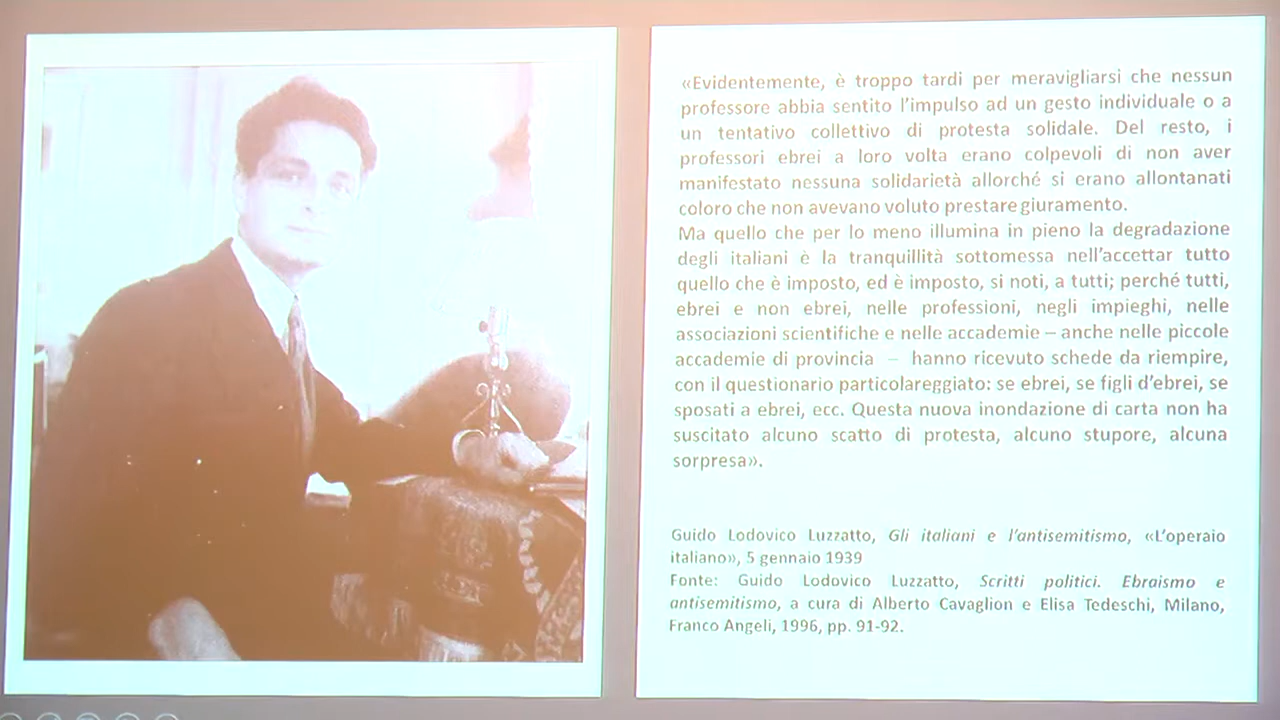 «Evidentemente, è troppo tardi per meravigliarsi che nessun
professore abbia sentito l'impulso ad un gesto individuale o a
un tentativo collettivo di protesta solidale. Del resto, i
professori ebrei a loro volta erano colpevoli di non aver
manifestato nessuna solidarietà allorché si erano allontanati
coloro che non avevano voluto prestare giuramento.
Ma quello che per lo meno illumina in pieno la degradazione
degli italiani è la tranquillità sottomessa nell'accettar tutto
quello che è imposto, ed è imposto, si noti, a tutti; perché tutti,
ebrei e non ebrei, nelle professioni, negli impieghi, nelle
associazioni scientifiche e nelle accademie – anche nelle piccole
accademie di provincia – hanno ricevuto schede da riempire,
con il questionario particolareggiato: se ebrei, se figli d'ebrei, se
sposati a ebrei, ecc. Questa nuova inondazione di carta non ha
suscitato alcuno scatto di protesta, alcuno stupore, alcuna
sorpresa».
Guido Lodovico Luzzatto, Gli italiani e l'antisemitismo, «L'operaio
italiano», 5 gennaio 1939
Fonte: Guido Lodovico Luzzatto, Scritti politici. Ebraismo e
antisemitismo, a cura di Alberto Cavaglion e Elisa Tedeschi, Milano,
Franco Angeli, 1996, pp. 91-92.